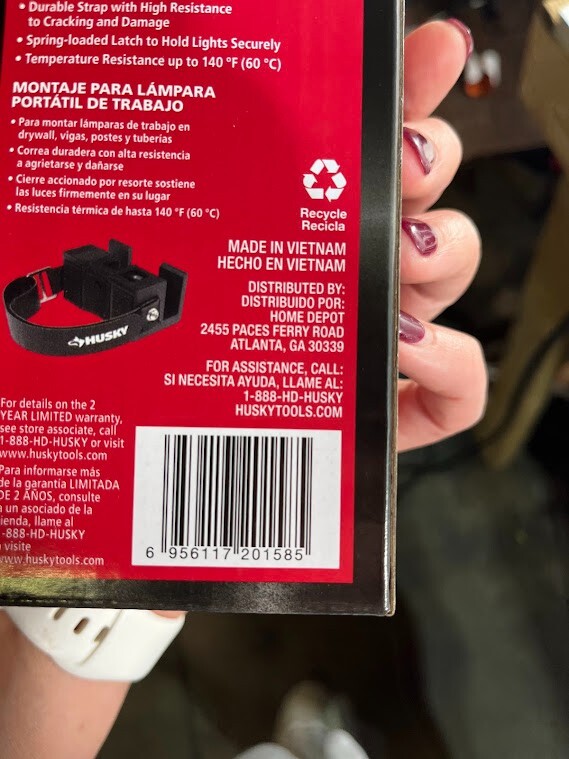 • Durable Strap with High Resistance
to Cracking and Damage
• Spring-loaded Latch to Hold Lights Securely
• Temperature Resistance up to 140 °F (60 °C)
MONTAJE PARA LÁMPARA
PORTÁTIL DE TRABAJO
• Para montar lámparas de trabajo en
drywall, vigas, postes y tuberías
• Correa duradera con alta resistencia
a agrietarse y dañarse
• Cierre accionado por resorte sostiene
las luces firmemente en su lugar
• Resistencia térmica de hasta 140 °F (60 °C)
Recycle
Recicla
MADE IN VIETNAM
HECHO EN VIETNAM
DISTRIBUTED BY:
DISTRIBUIDO POR:
HOME DEPOT
2455 PACES FERRY ROAD
ATLANTA, GA 30339
HUSKY
FOR ASSISTANCE, CALL:
SI NECESITA AYUDA, LLAME AL:
1-888-HD-HUSKY
HUSKYTOOLS.COM
For details on the 2
YEAR LIMITED warranty,
see store associate, call
1-888-HD-HUSKY or visit
www.huskytools.com
Para informarse más
de la garantía LIMITADA
DE 2 AÑOS, consulte
a un asociado de la
tienda, llame al
-888-HD-HUSKY
visite
www.huskytools.com
6 956117 201585